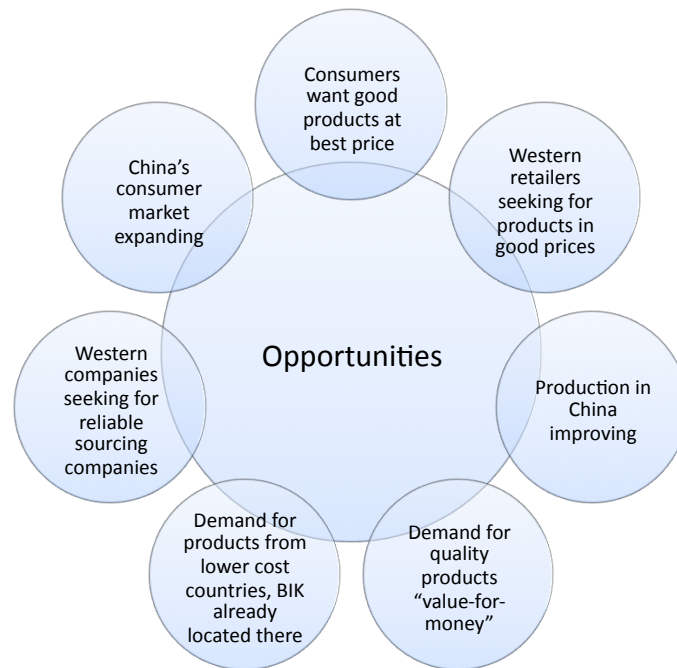 Consumers
want good
products at
best price
Western
retailers
seeking for
products in
good prices
Production in
China
improving
Demand for
quality
products
“value-for-
money”
Demand for
products from
lower cost
countries, BIK
already
located there
Western
companies
seeking for
reliable
sourcing
companies
China’s
consumer
market
expanding
Opportunities